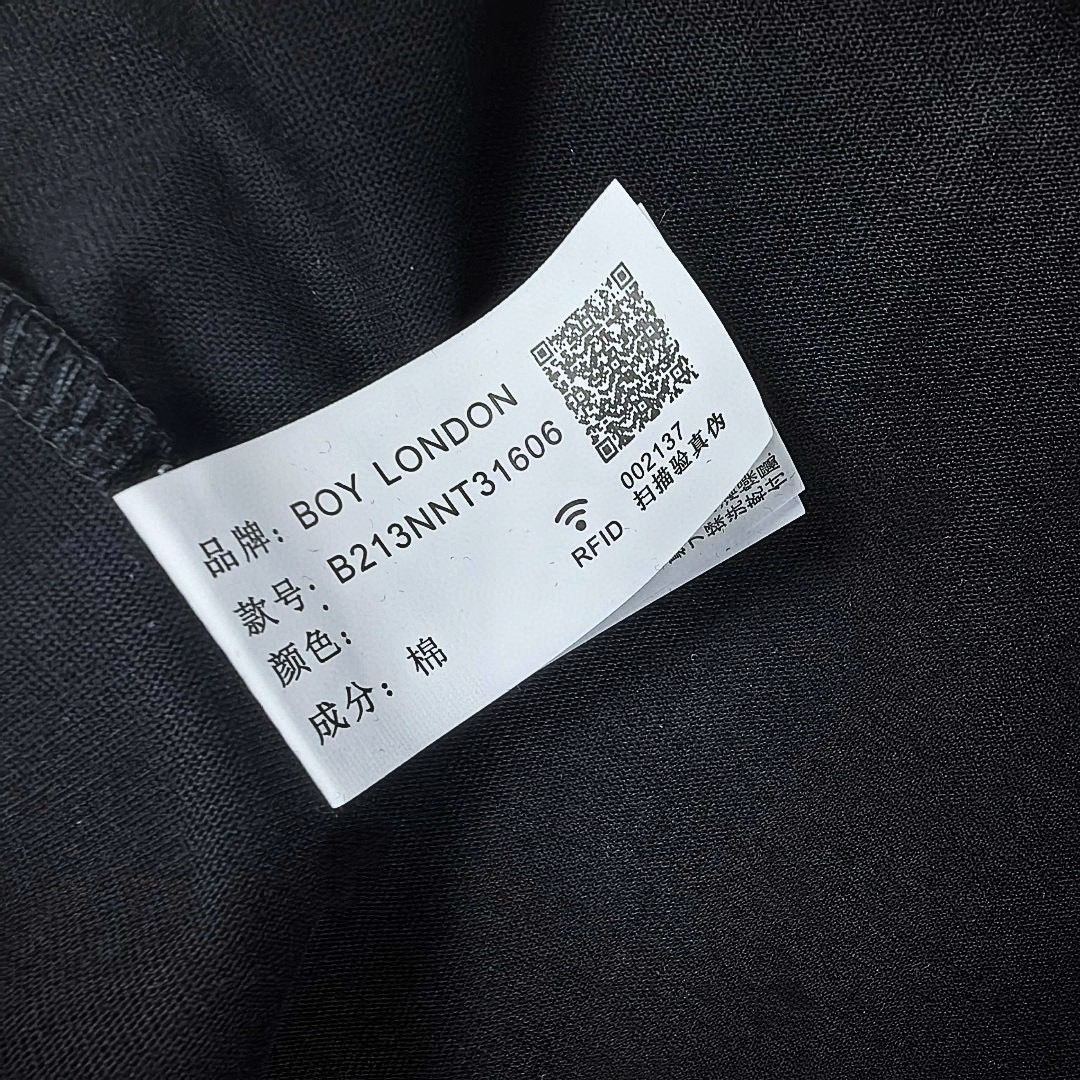 品牌: BOY LONDON
款号: B213NNT31606
颜色:
成分: 棉
002137
扫描验真伪
RFID